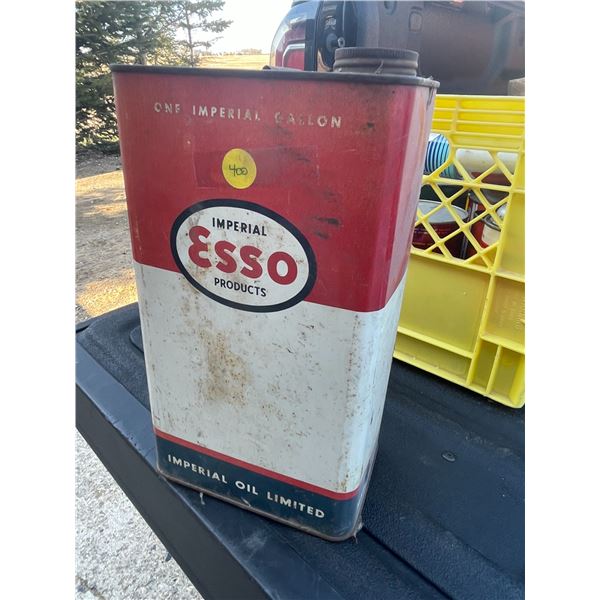 ONE IMPERIAL GALLON
400
IMPERIAL
Esso
PRODUCTS
IMPERIAL OIL LIMITED